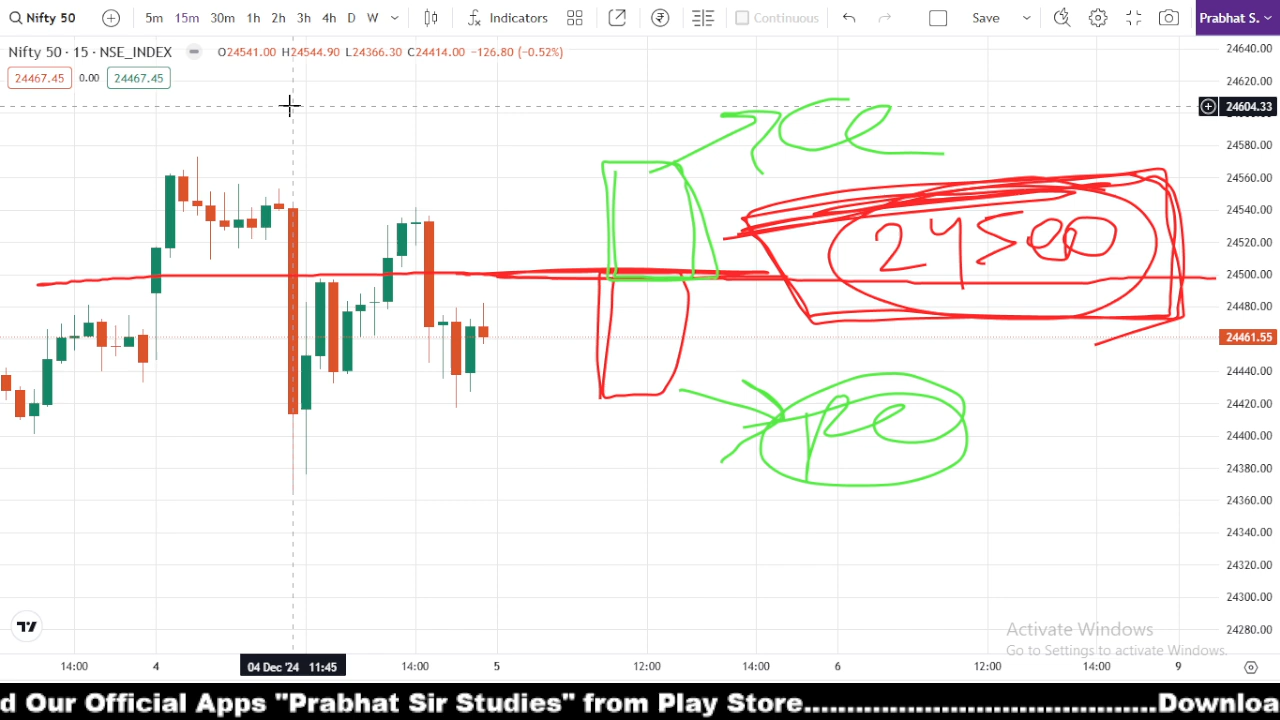 Nifty 50 5m 15m 30m 1h 2h 3h 4h D W Indicators Continuous Save Prabhat S.
Nifty 50 · 15 · NSE_INDEX O24541.00 H24544.90 L24366.30 C24414.00 −126.80 (−0.52%)
24467.45 0.00 24467.45
24640.00
24620.00
24604.33
24580.00
24560.00
24540.00
24520.00
24500.00
24480.00
24461.55
24440.00
24420.00
24400.00
24380.00
24360.00
24340.00
24320.00
24300.00
24280.00
Ce
24500
pe
Activate Windows
Go to Settings to activate Windows.
14:00 4 04 Dec '24 11:45 14:00 5 12:00 14:00 6 12:00 14:00 9
d Our Official Apps "Prabhat Sir Studies" from Play Store.......................................Downloa